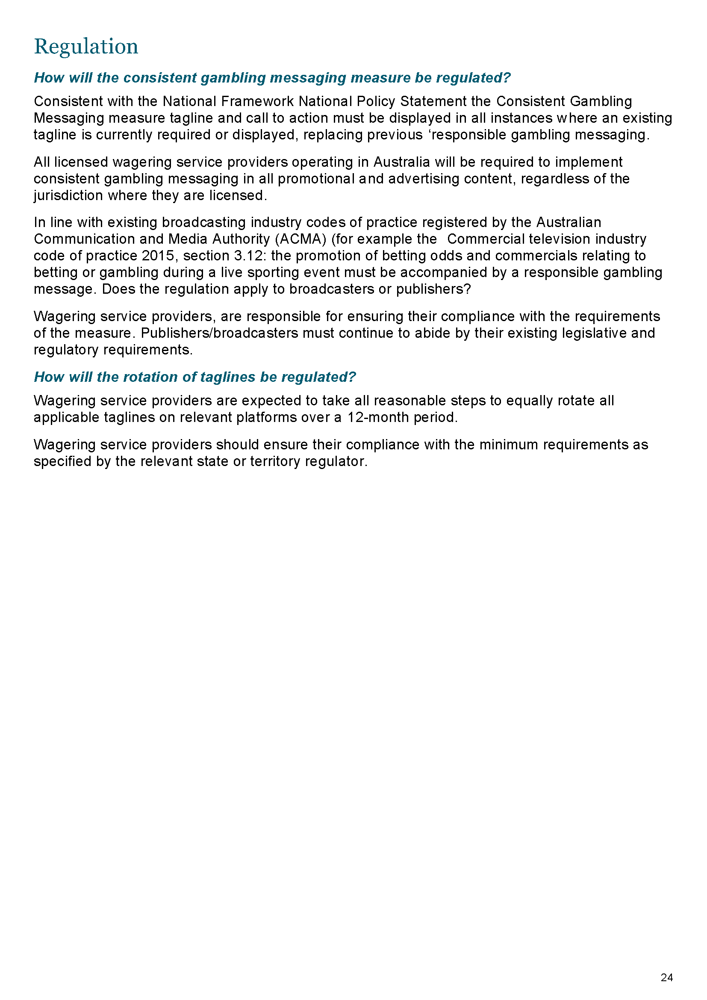 Regulation
How will the consistent gambling messaging measure be regulated?
Consistent with the National Framework National Policy Statement the Consistent Gambling
Messaging measure tagline and call to action must be displayed in all instances where an existing
tagline is currently required or displayed, replacing previous ‘responsible gambling messaging.
All licensed wagering service providers operating in Australia will be required to implement
consistent gambling messaging in all promotional and advertising content, regardless of the
jurisdiction where they are licensed.
In line with existing broadcasting industry codes of practice registered by the Australian
Communication and Media Authority (ACMA) (for example the  Commercial television industry
code of practice 2015, section 3.12: the promotion of betting odds and commercials relating to
betting or gambling during a live sporting event must be accompanied by a responsible gambling
message. Does the regulation apply to broadcasters or publishers?
Wagering service providers, are responsible for ensuring their compliance with the requirements
of the measure. Publishers/broadcasters must continue to abide by their existing legislative and
regulatory requirements.
How will the rotation of taglines be regulated?
Wagering service providers are expected to take all reasonable steps to equally rotate all
applicable taglines on relevant platforms over a 12-month period.
Wagering service providers should ensure their compliance with the minimum requirements as
specified by the relevant state or territory regulator.
24